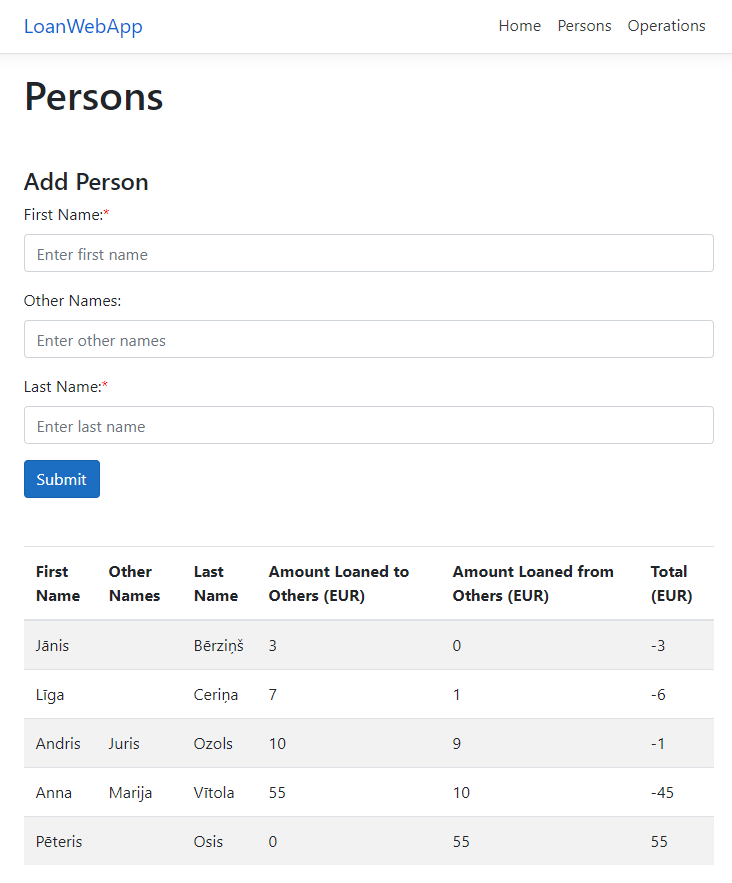 LoanWebApp Home Persons Operations
Persons
Add Person
First Name:*
Enter first name
Other Names:
Enter other names
Last Name:*
Enter last name
Submit
First Name Other Names Last Name Amount Loaned to Others (EUR) Amount Loaned from Others (EUR) Total (EUR)
Jānis Bērziņš 3 0 -3
Līga Ceriņa 7 1 -6
Andris Juris Ozols 10 9 -1
Anna Marija Vītola 55 10 -45
Pēteris Osis 0 55 55